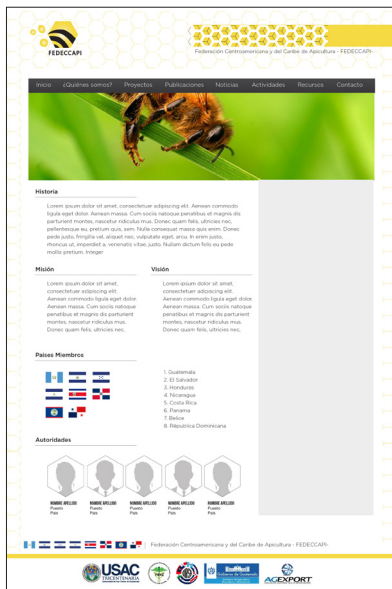 FEDECCAPI
Federación Centroamericana y del Caribe de Apicultura - FEDECCAPI-
Inicio ¿Quiénes somos? Proyectos Publicaciones Noticias Actividades Recursos Contacto
Historia
Lorem ipsum dolor sit amet, consectetuer adipiscing elit. Aenean commodo
ligula eget dolor. Aenean massa. Cum sociis natoque penatibus et magnis dis
parturient montes, nascetur ridiculus mus. Donec quam felis, ultricies nec,
pellentesque eu, pretium quis, sem. Nulla consequat massa quis enim. Donec
pede justo, fringilla vel, aliquet nec, vulputate eget, arcu. In enim justo,
rhoncus ut, imperdiet a, venenatis vitae, justo. Nullam dictum felis eu pede
mollis pretium. Integer
Misión
Lorem ipsum dolor sit amet,
consectetuer adipiscing elit.
Aenean commodo ligula eget dolor.
Aenean massa. Cum sociis natoque
penatibus et magnis dis parturient
montes, nascetur ridiculus mus.
Donec quam felis, ultricies nec,
Visión
Lorem ipsum dolor sit amet,
consectetuer adipiscing elit.
Aenean commodo ligula eget dolor.
Aenean massa. Cum sociis natoque
penatibus et magnis dis parturient
montes, nascetur ridiculus mus.
Donec quam felis, ultricies nec,
Paises Miembros
1. Guatemala
2. El Salvador
3. Honduras
4. Nicaragua
5. Costa Rica
6. Panama
7. Belice
8. Républica Dominicana
Autoridades
NOMBRE APELLIDO NOMBRE APELLIDO NOMBRE APELLIDO NOMBRE APELLIDO NOMBRE APELLIDO
Puesto Puesto Puesto Puesto Puesto
País País País País País
Federación Centroamericana y del Caribe de Apicultura - FEDECCAPI-
USAC
TRICENTENARIA
Gobierno de Guatemala
AGEXPORT